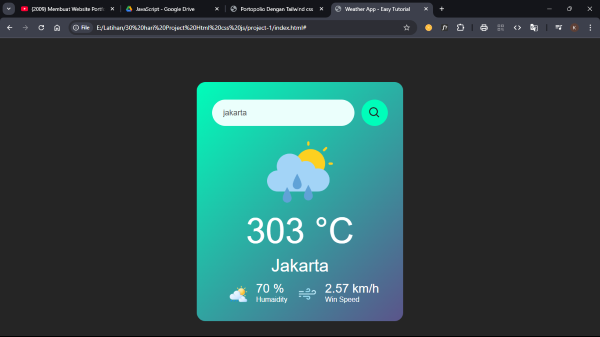 (2009) Membuat Website Portf
JavaScript - Google Drive
Portopolio Dengan Tailwind css
Weather App - Easy Tutorial
File
E:/Latihan/30%20hari%20Project%20Html%20css%20js/project-1/index.html#
jakarta
303 °C
Jakarta
70 %
2.57 km/h
Humidity
Win Speed